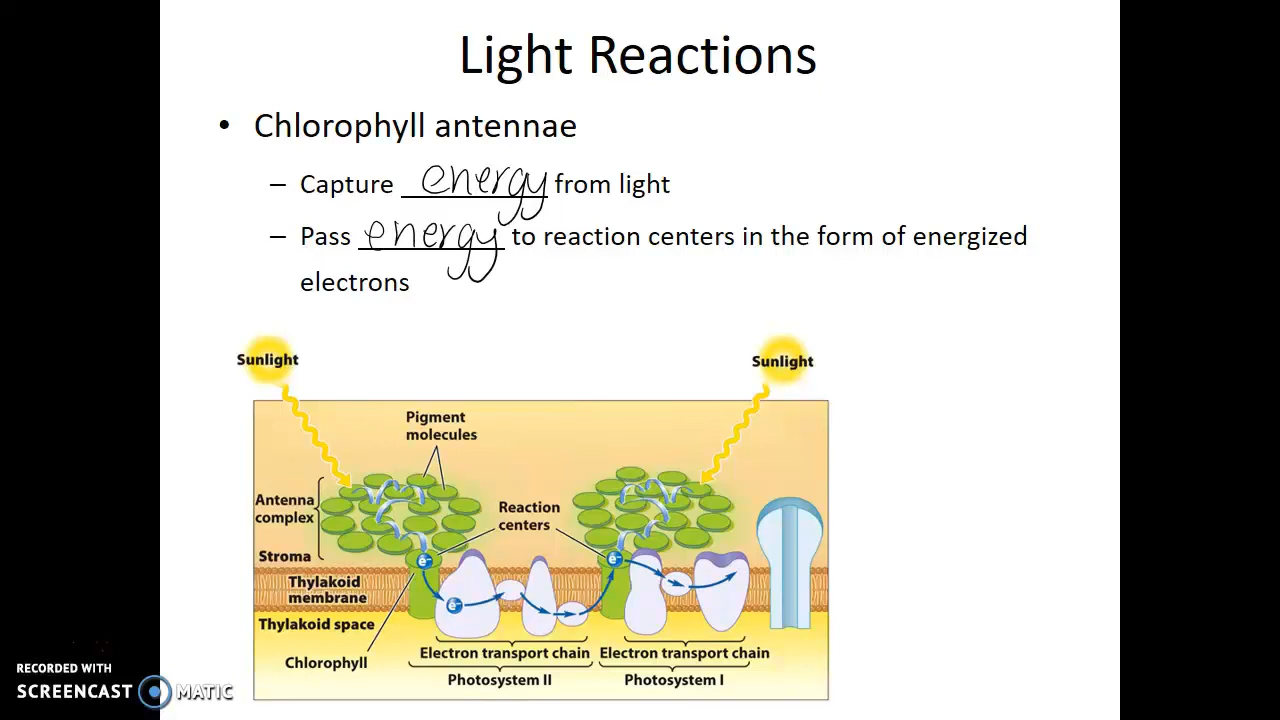 Light Reactions
• Chlorophyll antennae
– Capture energy from light
– Pass energy to reaction centers in the form of energized
electrons
Sunlight
Sunlight
Pigment
molecules
Antenna
complex
Reaction
centers
Stroma
e-
e-
Thylakoid
membrane
e-
Thylakoid space
Chlorophyll
Electron transport chain
Electron transport chain
Photosystem II
Photosystem I
RECORDED WITH
SCREENCAST MATIC